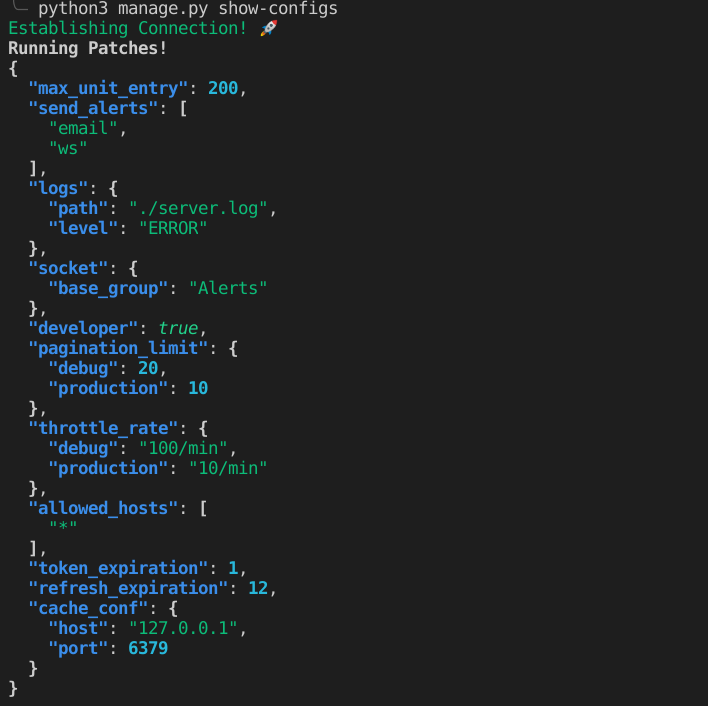 python3 manage.py show-configs
Establishing Connection! 🚀
Running Patches!
{
  "max_unit_entry": 200,
  "send_alerts": [
    "email",
    "ws"
  ],
  "logs": {
    "path": "./server.log",
    "level": "ERROR"
  },
  "socket": {
    "base_group": "Alerts"
  },
  "developer": true,
  "pagination_limit": {
    "debug": 20,
    "production": 10
  },
  "throttle_rate": {
    "debug": "100/min",
    "production": "10/min"
  },
  "allowed_hosts": [
    "*"
  ],
  "token_expiration": 1,
  "refresh_expiration": 12,
  "cache_conf": {
    "host": "127.0.0.1",
    "port": 6379
  }
}